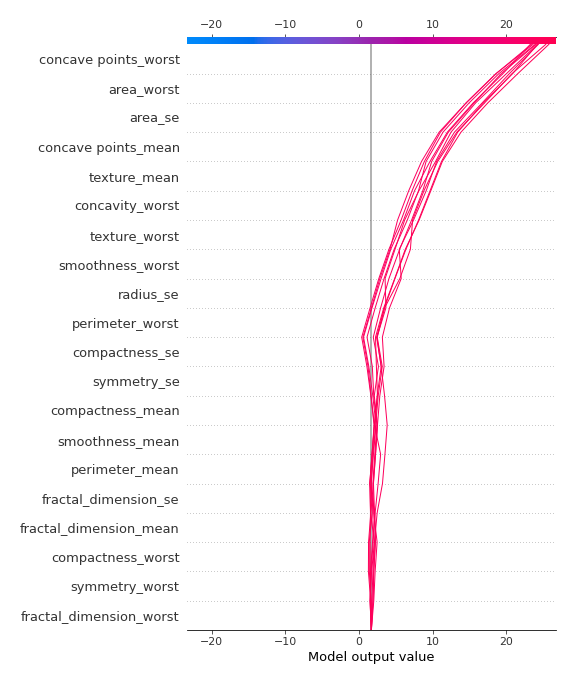 −20 −10 0 10 20
concave points_worst
area_worst
area_se
concave points_mean
texture_mean
concavity_worst
texture_worst
smoothness_worst
radius_se
perimeter_worst
compactness_se
symmetry_se
compactness_mean
smoothness_mean
perimeter_mean
fractal_dimension_se
fractal_dimension_mean
compactness_worst
symmetry_worst
fractal_dimension_worst
−20 −10 0 10 20
Model output value